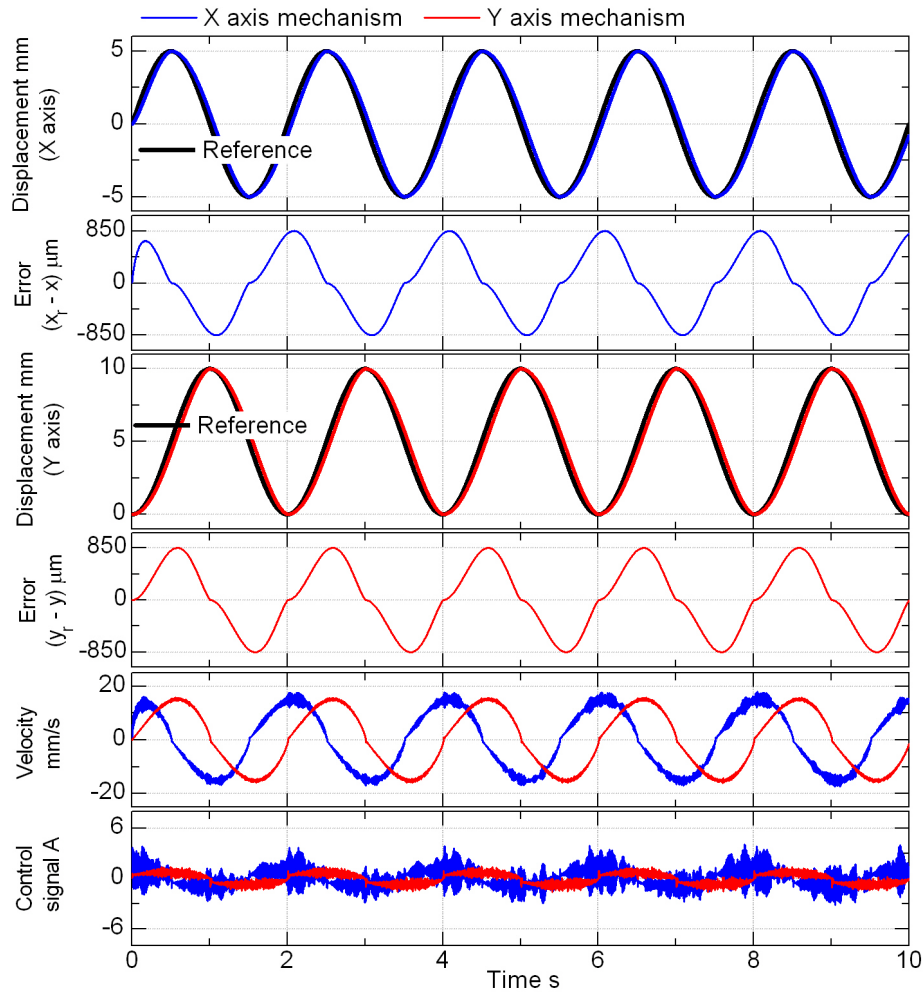 X axis mechanism Y axis mechanism
Displacement mm
(X axis)
5
0
-5
Reference
Error
(xr - x) μm
850
0
-850
Displacement mm
(Y axis)
10
5
0
Reference
Error
(yr - y) μm
850
0
-850
Velocity
mm/s
20
0
-20
Control
signal A
6
0
-6
0 2 4 6 8 10
Time s